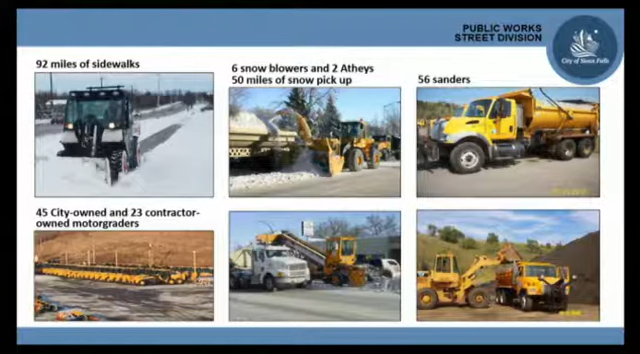 PUBLIC WORKS
STREET DIVISION
City of Sioux Falls
92 miles of sidewalks
6 snow blowers and 2 Atheys
50 miles of snow pick up
56 sanders
45 City-owned and 23 contractor-
owned motorgraders